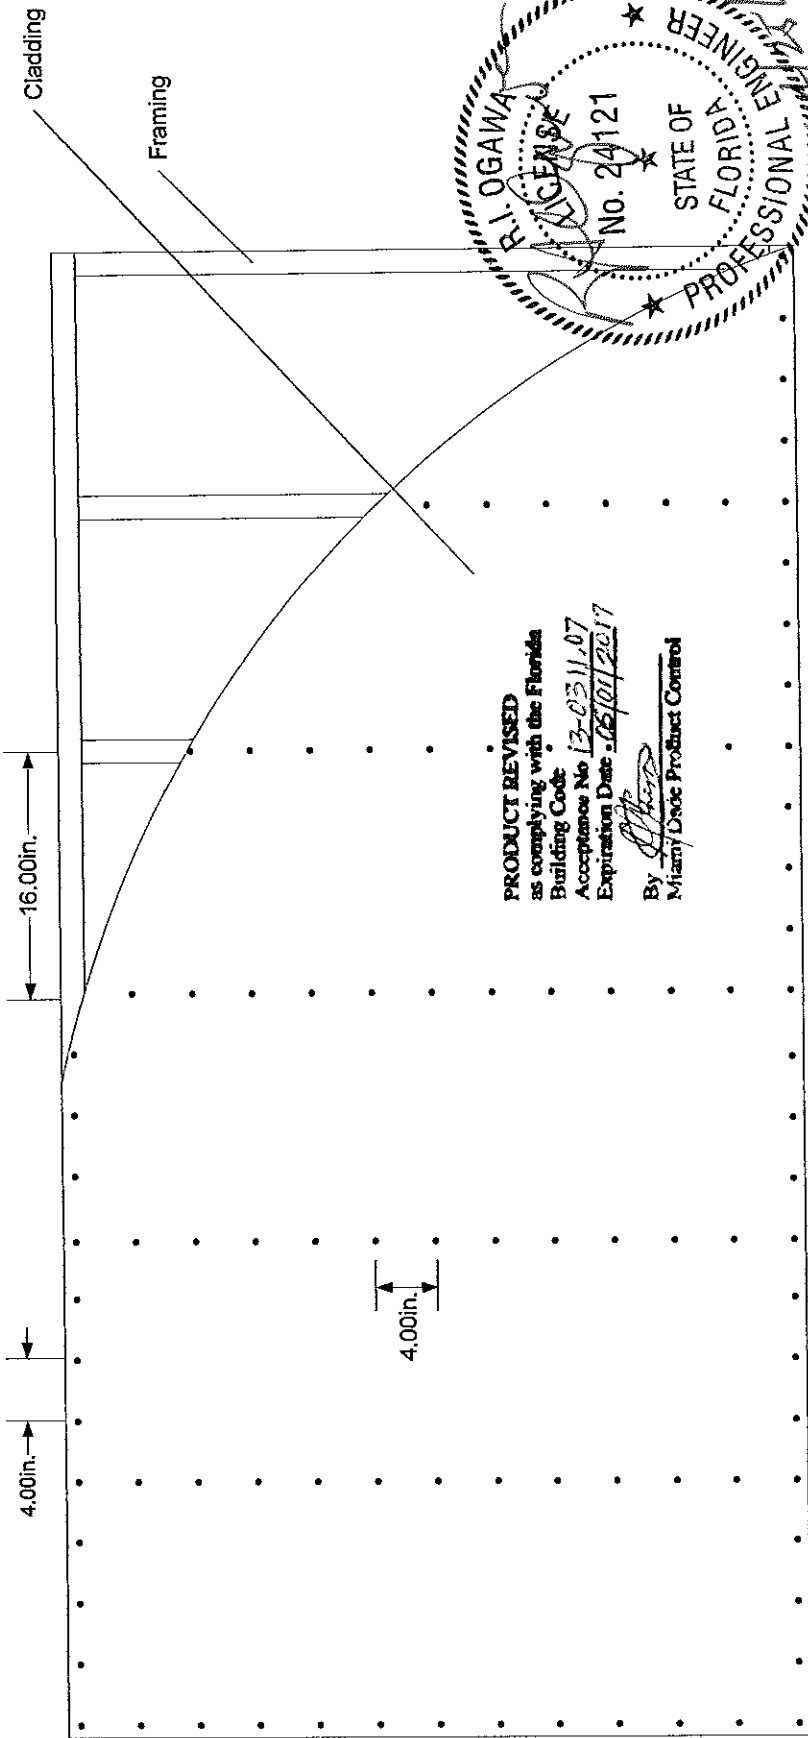 Cladding
Framing
16.00in.
4.00in.
4.00in.
PRODUCT REVISED
as complying with the Florida
Building Code
Acceptance No 13-0311.07
Expiration Date 05/01/2017
By
Miami Dade Product Control
R.I. OGAWA
LICENSE
No. 24121
STATE OF
FLORIDA
PROFESSIONAL ENGINEER